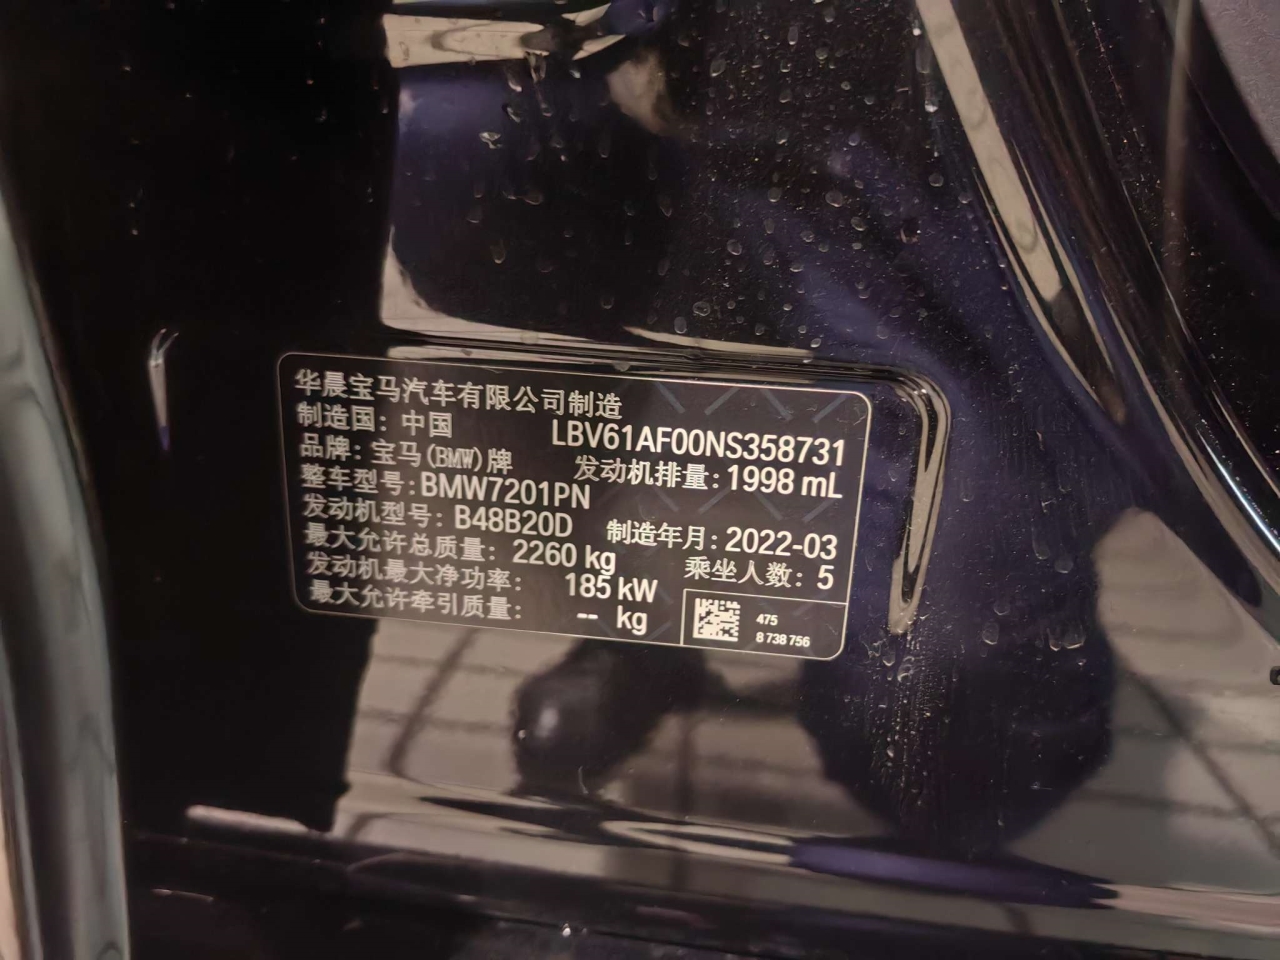 华晨宝马汽车有限公司制造
制造国: 中国 LBV61AF00NS358731
品牌: 宝马(BMW)牌 发动机排量: 1998 mL
整车型号: BMW7201PN
发动机型号: B48B20D 制造年月: 2022-03
最大允许总质量: 2260 kg 乘坐人数: 5
发动机最大净功率: 185 kW
最大允许牵引质量: -- kg
475
8 738 756